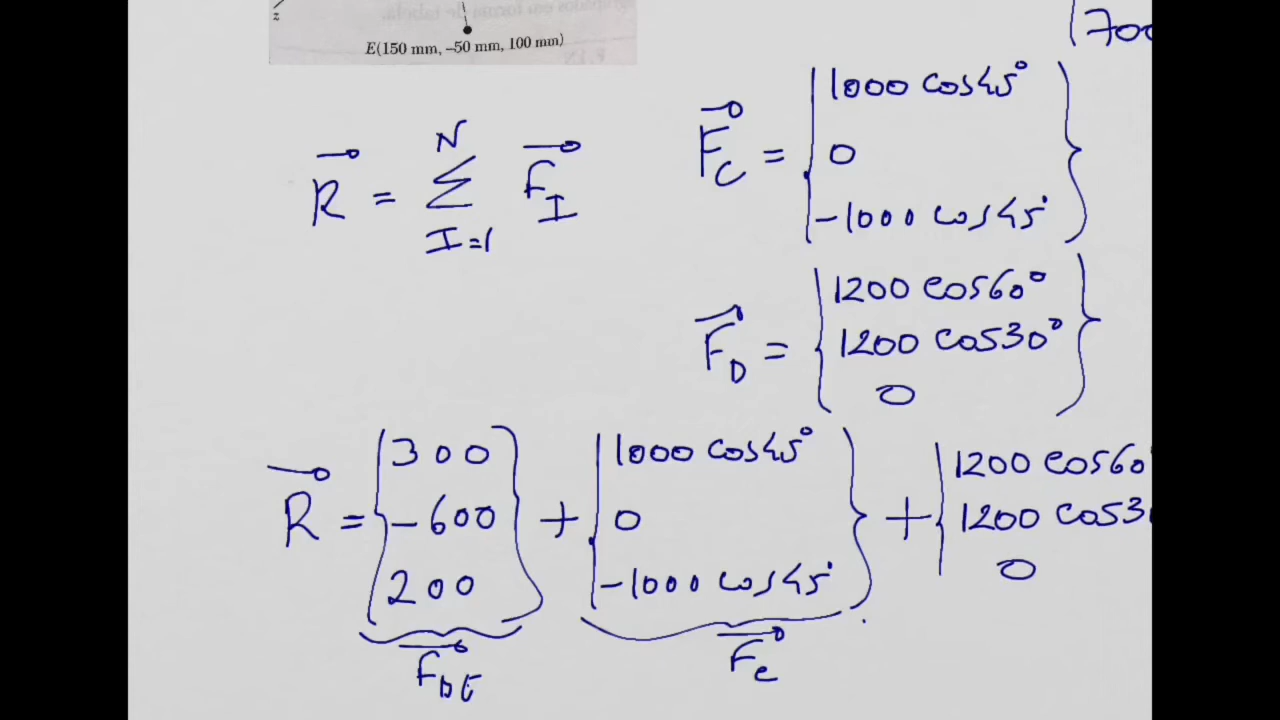 z
E(150 mm, –50 mm, 100 mm)
700
R = N Σ I=1 F_I
F_C = { 1000 cos45°
0
-1000 cos45° }
F_D = { 1200 cos60°
1200 cos30°
0 }
R = { 300
-600
200 } + { 1000 cos45°
0
-1000 cos45° } + { 1200 cos60
1200 cos3
0
F_BE
F_C